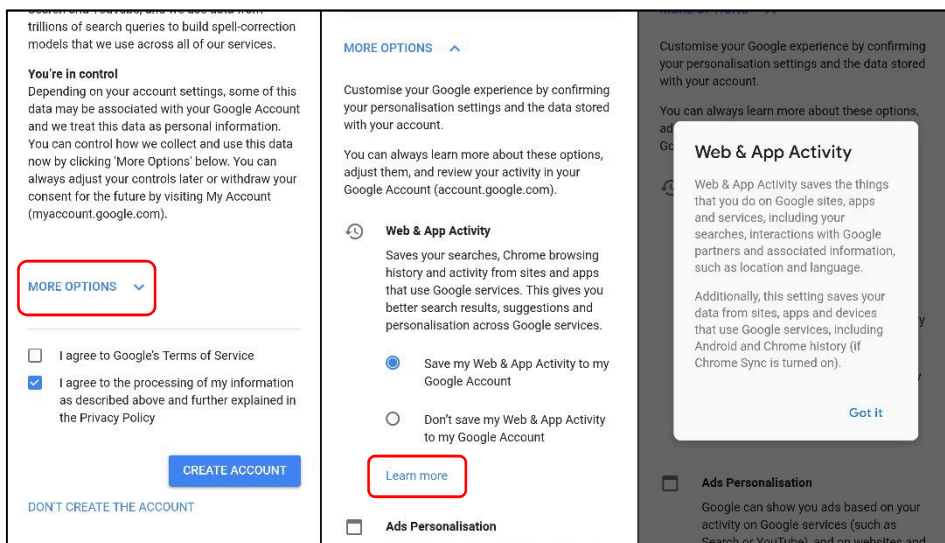 trillions of search queries to build spell-correction
models that we use across all of our services.
You're in control
Depending on your account settings, some of this
data may be associated with your Google Account
and we treat this data as personal information.
You can control how we collect and use this data
now by clicking 'More Options' below. You can
always adjust your controls later or withdraw your
consent for the future by visiting My Account
(myaccount.google.com).
MORE OPTIONS
I agree to Google's Terms of Service
I agree to the processing of my information
as described above and further explained in
the Privacy Policy
CREATE ACCOUNT
DON'T CREATE THE ACCOUNT
MORE OPTIONS
Customise your Google experience by confirming
your personalisation settings and the data stored
with your account.
You can always learn more about these options,
adjust them, and review your activity in your
Google Account (account.google.com).
Web & App Activity
Saves your searches, Chrome browsing
history and activity from sites and apps
that use Google services. This gives you
better search results, suggestions and
personalisation across Google services.
Save my Web & App Activity to my
Google Account
Don't save my Web & App Activity
to my Google Account
Learn more
Ads Personalisation
Customise your Google experience by confirming
your personalisation settings and the data stored
with your account.
You can always learn more about these options,
Web & App Activity
Web & App Activity saves the things
that you do on Google sites, apps
and services, including your
searches, interactions with Google
partners and associated information,
such as location and language.
Additionally, this setting saves your
data from sites, apps and devices
that use Google services, including
Android and Chrome history (if
Chrome Sync is turned on).
Got it
Ads Personalisation
Google can show you ads based on your
activity on Google services (such as
Search or YouTube), and on websites and